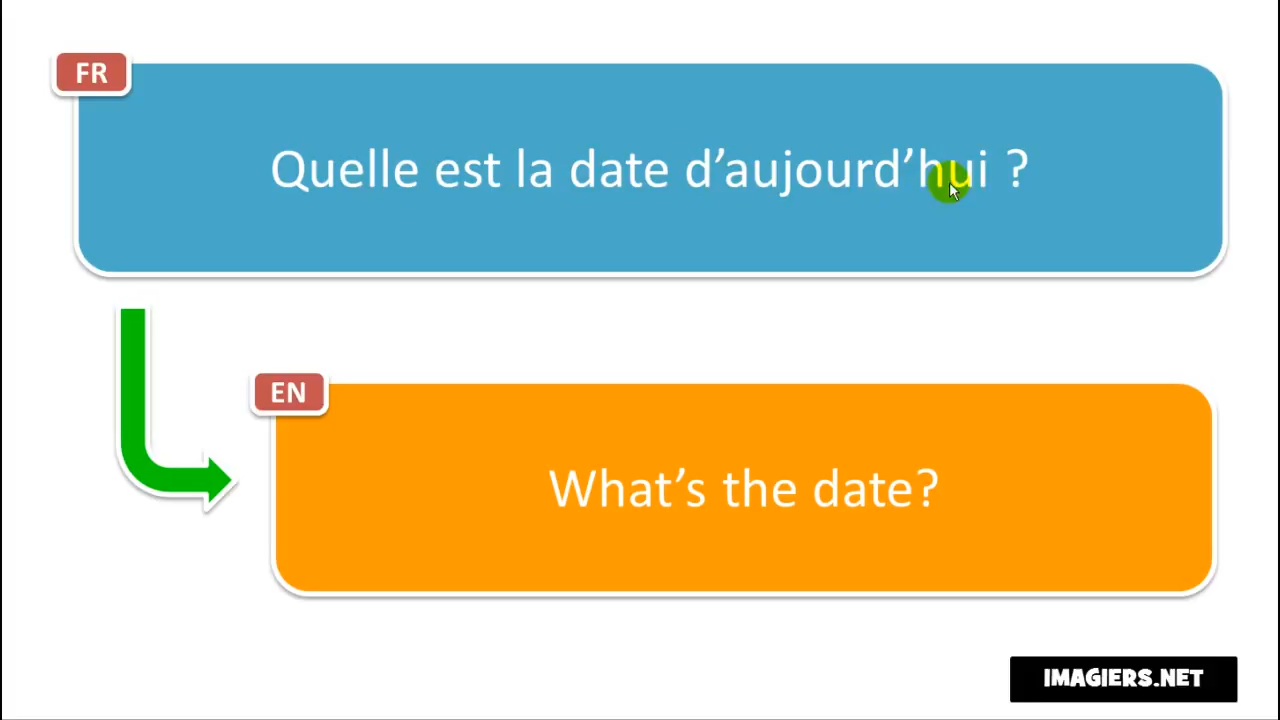 FR
Quelle est la date d’aujourd’hui ?
EN
What’s the date?
IMAGIERS.NET